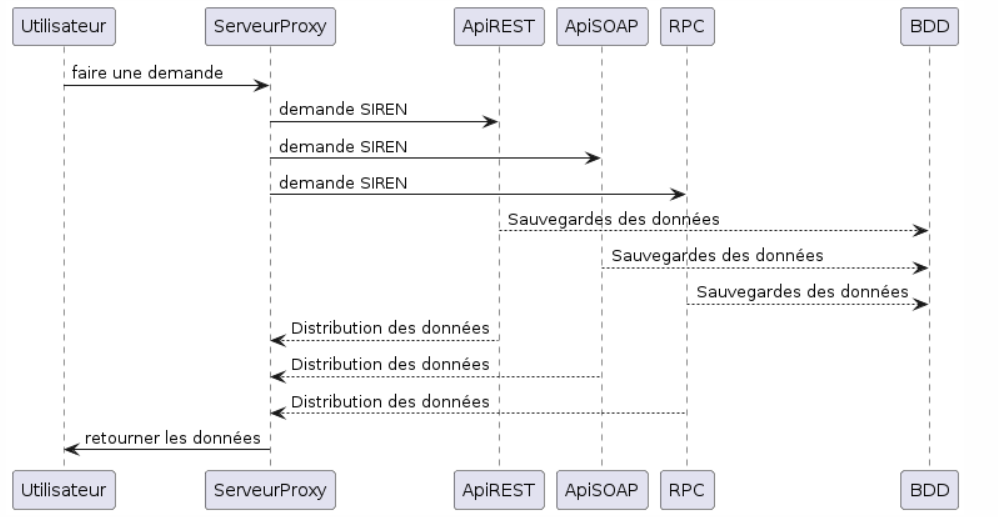 Utilisateur ServeurProxy ApiREST ApiSOAP RPC BDD
faire une demande
demande SIREN
demande SIREN
demande SIREN
Sauvegardes des données
Sauvegardes des données
Sauvegardes des données
Distribution des données
Distribution des données
Distribution des données
retourner les données
Utilisateur ServeurProxy ApiREST ApiSOAP RPC BDD